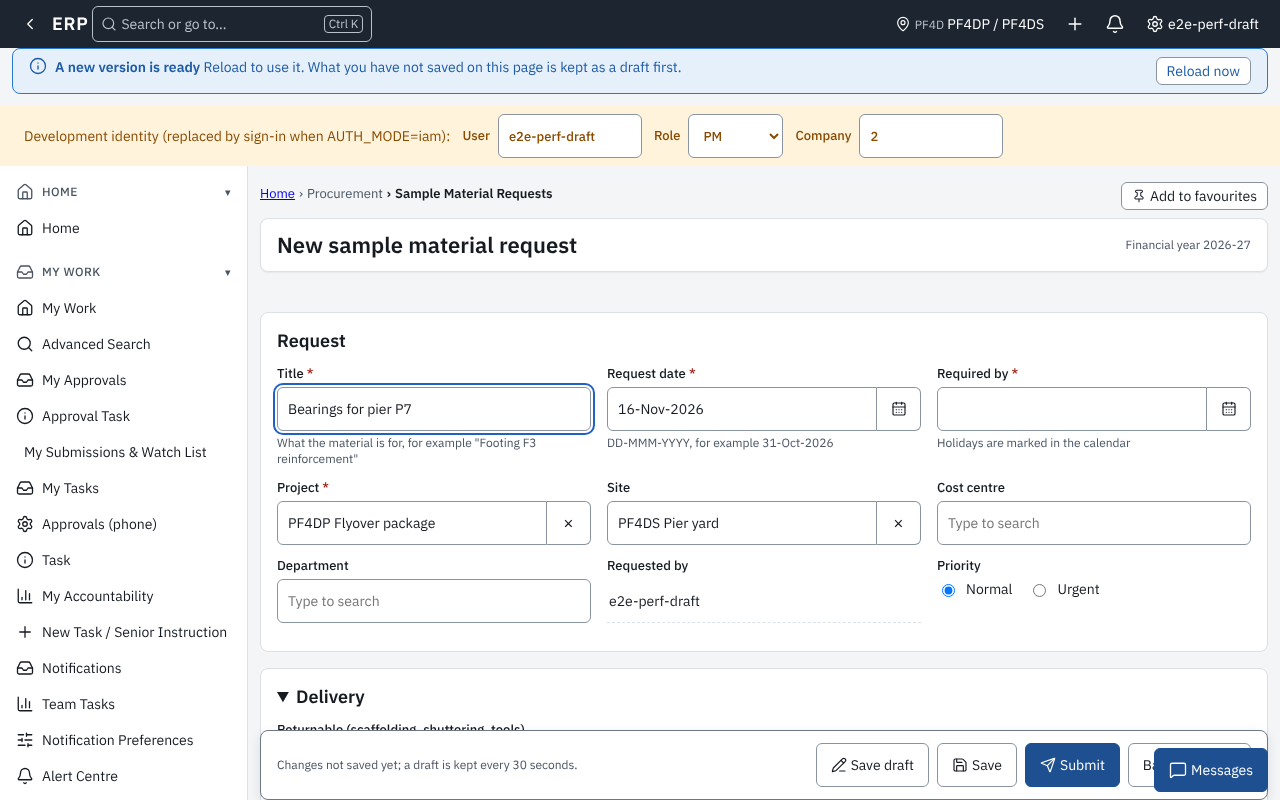 ERP
Search or go to...
Ctrl K
PF4D PF4DP / PF4DS
e2e-perf-draft
A new version is ready Reload to use it. What you have not saved on this page is kept as a draft first.
Reload now
Development identity (replaced by sign-in when AUTH_MODE=iam):
User
e2e-perf-draft
Role
PM
Company
2
HOME
Home
MY WORK
My Work
Advanced Search
My Approvals
Approval Task
My Submissions & Watch List
My Tasks
Approvals (phone)
Task
My Accountability
New Task / Senior Instruction
Notifications
Team Tasks
Notification Preferences
Alert Centre
Home › Procurement › Sample Material Requests
Add to favourites
New sample material request
Financial year 2026-27
Request
Title *
Bearings for pier P7
What the material is for, for example "Footing F3
reinforcement"
Request date *
16-Nov-2026
DD-MMM-YYYY, for example 31-Oct-2026
Required by *
Holidays are marked in the calendar
Project *
PF4DP Flyover package
Site
PF4DS Pier yard
Cost centre
Type to search
Department
Type to search
Requested by
e2e-perf-draft
Priority
Normal
Urgent
Delivery
Returnable (scaffolding, shuttering, tools)
Changes not saved yet; a draft is kept every 30 seconds.
Save draft
Save
Submit
Messages